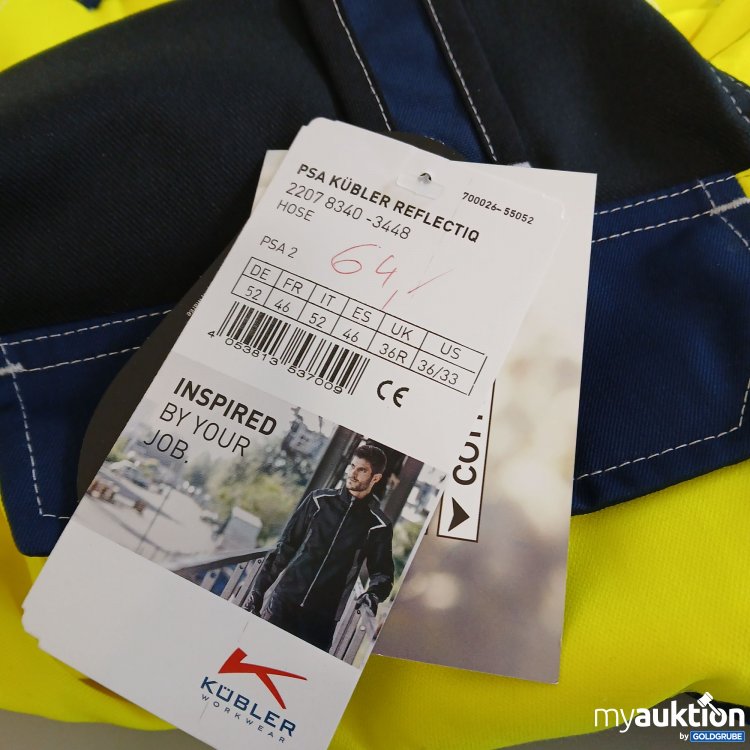 PSA KÜBLER REFLECTIQ
2207 8340 -3448
HOSE
700026-55052
PSA 2
64,-
DE FR IT ES UK US
52 46 52 46 36R 36/33
4 053813 537009
CE
INSPIRED
BY YOUR
JOB.
KÜBLER
WORKWEAR
myauktion
by GOLDGRUBE